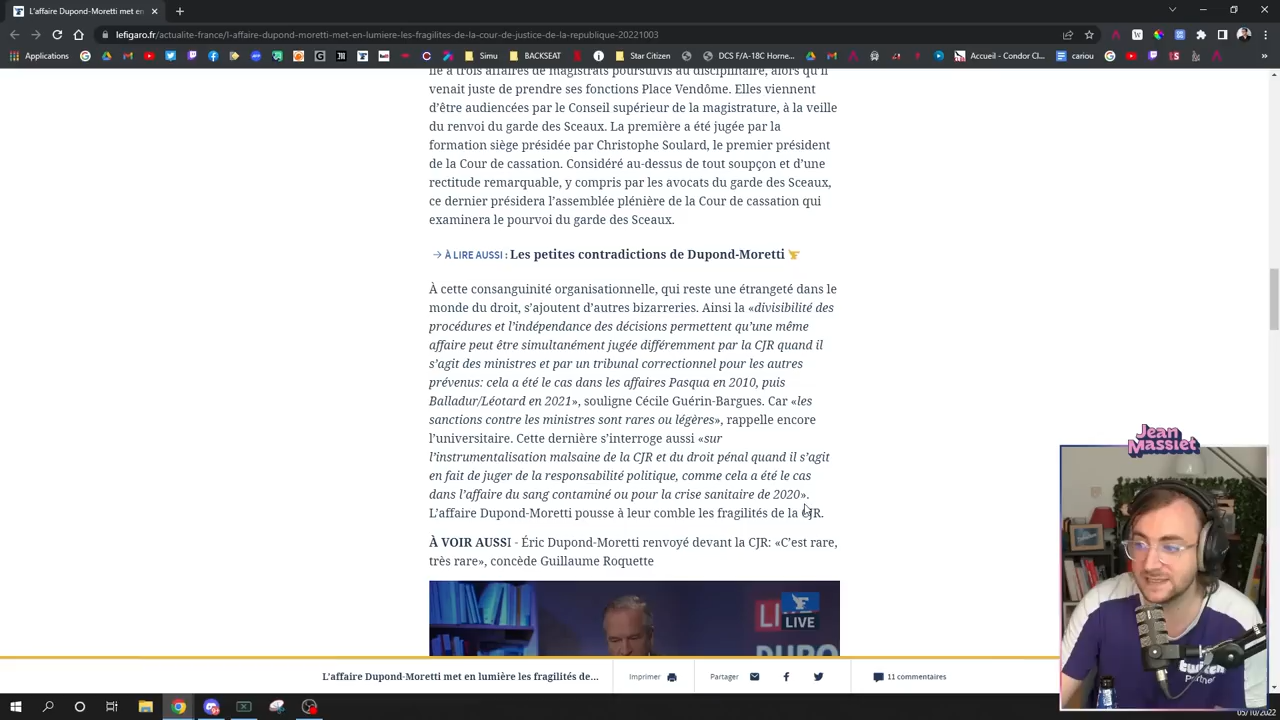 L'affaire Dupond-Moretti met en
lefigaro.fr/actualite-france/l-affaire-dupond-moretti-met-en-lumiere-les-fragilites-de-la-cour-de-justice-de-la-republique-20221003
Applications
Simu
BACKSEAT
Star Citizen
DCS F/A-18C Horne...
Accueil - Condor Cl...
cariou
lié à trois affaires de magistrats poursuivis au disciplinaire, alors qu'il
venait juste de prendre ses fonctions Place Vendôme. Elles viennent
d'être audiencées par le Conseil supérieur de la magistrature, à la veille
du renvoi du garde des Sceaux. La première a été jugée par la
formation siège présidée par Christophe Soulard, le premier président
de la Cour de cassation. Considéré au-dessus de tout soupçon et d'une
rectitude remarquable, y compris par les avocats du garde des Sceaux,
ce dernier présidera l'assemblée plénière de la Cour de cassation qui
examinera le pourvoi du garde des Sceaux.
→ À LIRE AUSSI : Les petites contradictions de Dupond-Moretti
À cette consanguinité organisationnelle, qui reste une étrangeté dans le
monde du droit, s'ajoutent d'autres bizarreries. Ainsi la «divisibilité des
procédures et l'indépendance des décisions permettent qu'une même
affaire peut être simultanément jugée différemment par la CJR quand il
s'agit des ministres et par un tribunal correctionnel pour les autres
prévenus: cela a été le cas dans les affaires Pasqua en 2010, puis
Balladur/Léotard en 2021», souligne Cécile Guérin-Bargues. Car «les
sanctions contre les ministres sont rares ou légères», rappelle encore
l'universitaire. Cette dernière s'interroge aussi «sur
l'instrumentalisation malsaine de la CJR et du droit pénal quand il s'agit
en fait de juger de la responsabilité politique, comme cela a été le cas
dans l'affaire du sang contaminé ou pour la crise sanitaire de 2020».
L'affaire Dupond-Moretti pousse à leur comble les fragilités de la CJR.
À VOIR AUSSI - Éric Dupond-Moretti renvoyé devant la CJR: «C'est rare,
très rare», concède Guillaume Roquette
LIVE
Jean
Massiet
L'affaire Dupond-Moretti met en lumière les fragilités de...
Imprimer
Partager
11 commentaires
05/10/2022